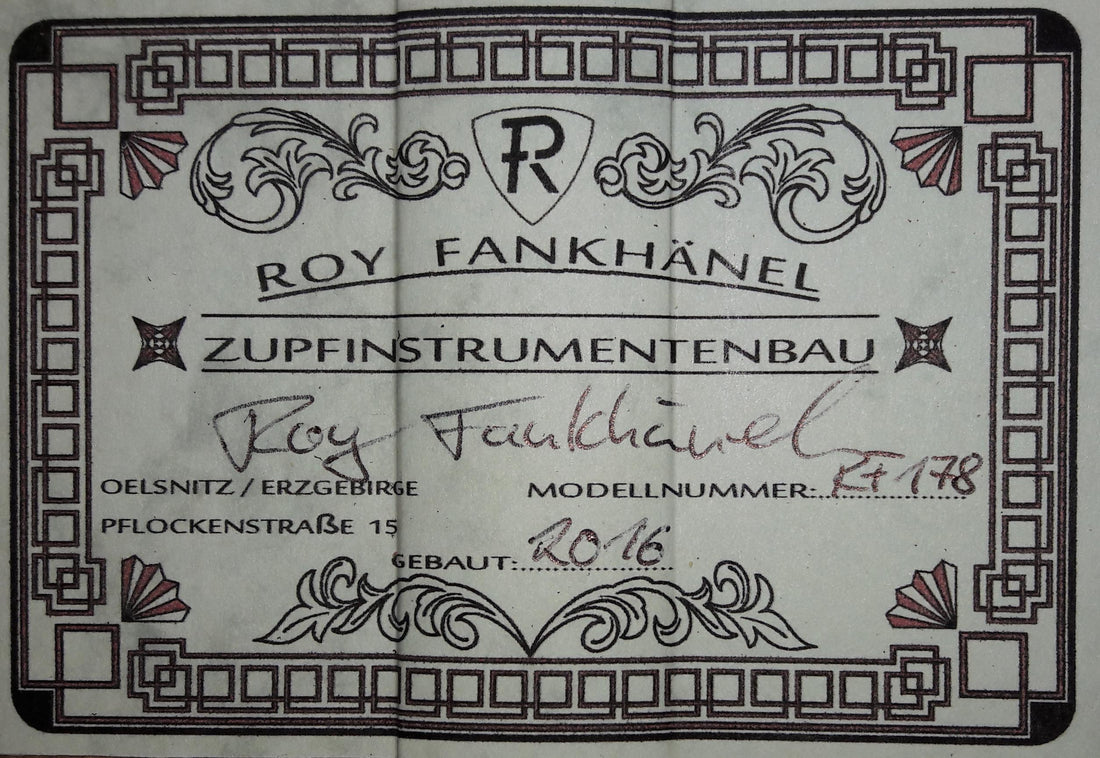 FR
ROY FANKHÄNEL
ZUPFINSTRUMENTENBAU
Roy Fankhänel
OELSNITZ / ERZGEBIRGE
PFLOCKENSTRAßE 15
MODELLNUMMER: RF 178
GEBAUT: 2016